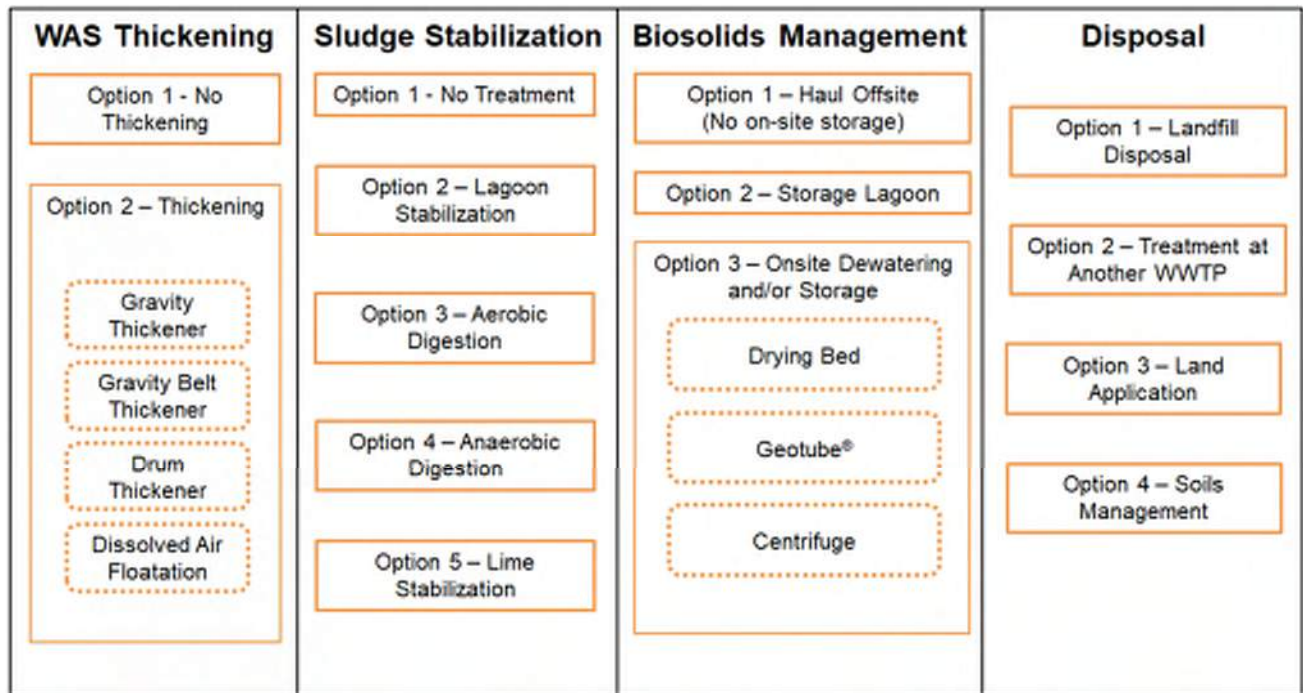 WAS Thickening
Option 1 - No
Thickening
Option 2 – Thickening
Gravity
Thickener
Gravity Belt
Thickener
Drum
Thickener
Dissolved Air
Floatation
Sludge Stabilization
Option 1 - No Treatment
Option 2 – Lagoon
Stabilization
Option 3 – Aerobic
Digestion
Option 4 – Anaerobic
Digestion
Option 5 – Lime
Stabilization
Biosolids Management
Option 1 – Haul Offsite
(No on-site storage)
Option 2 – Storage Lagoon
Option 3 – Onsite Dewatering
and/or Storage
Drying Bed
Geotube®
Centrifuge
Disposal
Option 1 – Landfill
Disposal
Option 2 – Treatment at
Another WWTP
Option 3 – Land
Application
Option 4 – Soils
Management